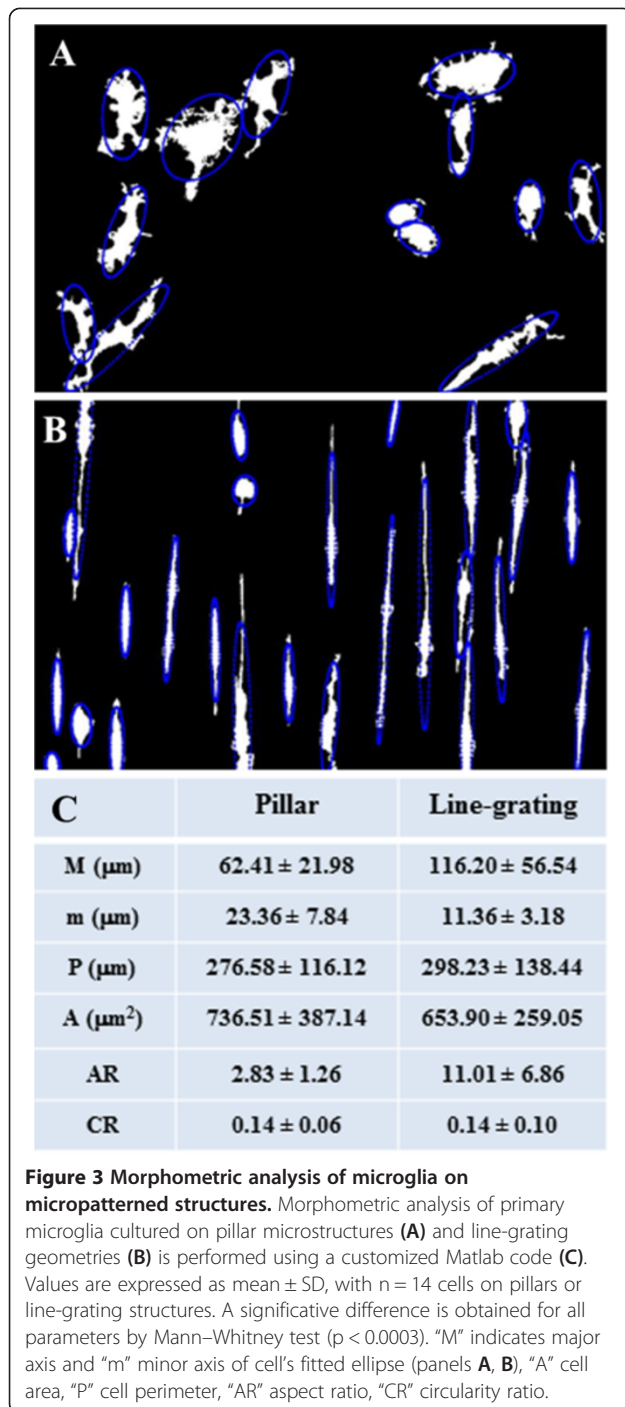 A
B
C Pillar Line-grating
M (μm) 62.41 ± 21.98 116.20 ± 56.54
m (μm) 23.36 ± 7.84 11.36 ± 3.18
P (μm) 276.58 ± 116.12 298.23 ± 138.44
A (μm²) 736.51 ± 387.14 653.90 ± 259.05
AR 2.83 ± 1.26 11.01 ± 6.86
CR 0.14 ± 0.06 0.14 ± 0.10
Figure 3 Morphometric analysis of microglia on
micropatterned structures. Morphometric analysis of primary
microglia cultured on pillar microstructures (A) and line-grating
geometries (B) is performed using a customized Matlab code (C).
Values are expressed as mean ± SD, with n = 14 cells on pillars or
line-grating structures. A significative difference is obtained for all
parameters by Mann–Whitney test (p < 0.0003). “M” indicates major
axis and “m” minor axis of cell’s fitted ellipse (panels A, B), “A” cell
area, “P” cell perimeter, “AR” aspect ratio, “CR” circularity ratio.